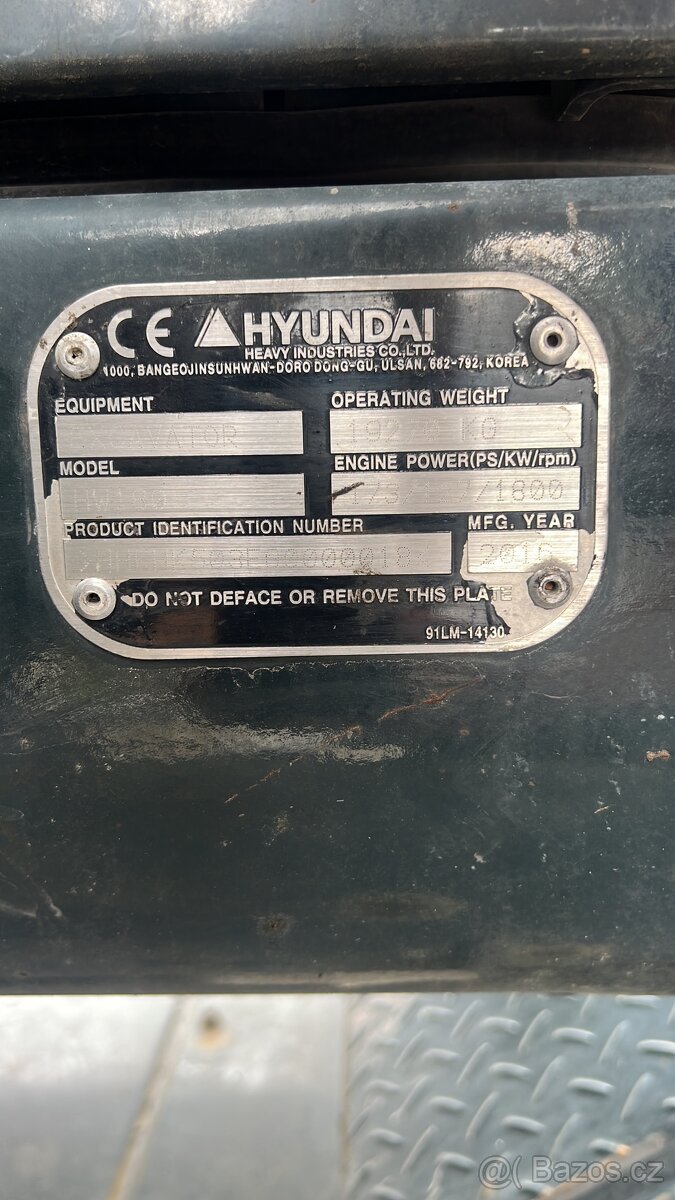 CE HYUNDAI
HEAVY INDUSTRIES CO., LTD.
1000, BANGEOJINSUNHWAN-DORO DONG-GU, ULSAN, 682-792, KOREA
EQUIPMENT OPERATING WEIGHT
KG
MODEL ENGINE POWER(PS/KW/rpm)
/1800
PRODUCT IDENTIFICATION NUMBER MFG. YEAR
DO NOT DEFACE OR REMOVE THIS PLATE
91LM-14130
@ Bazos.cz